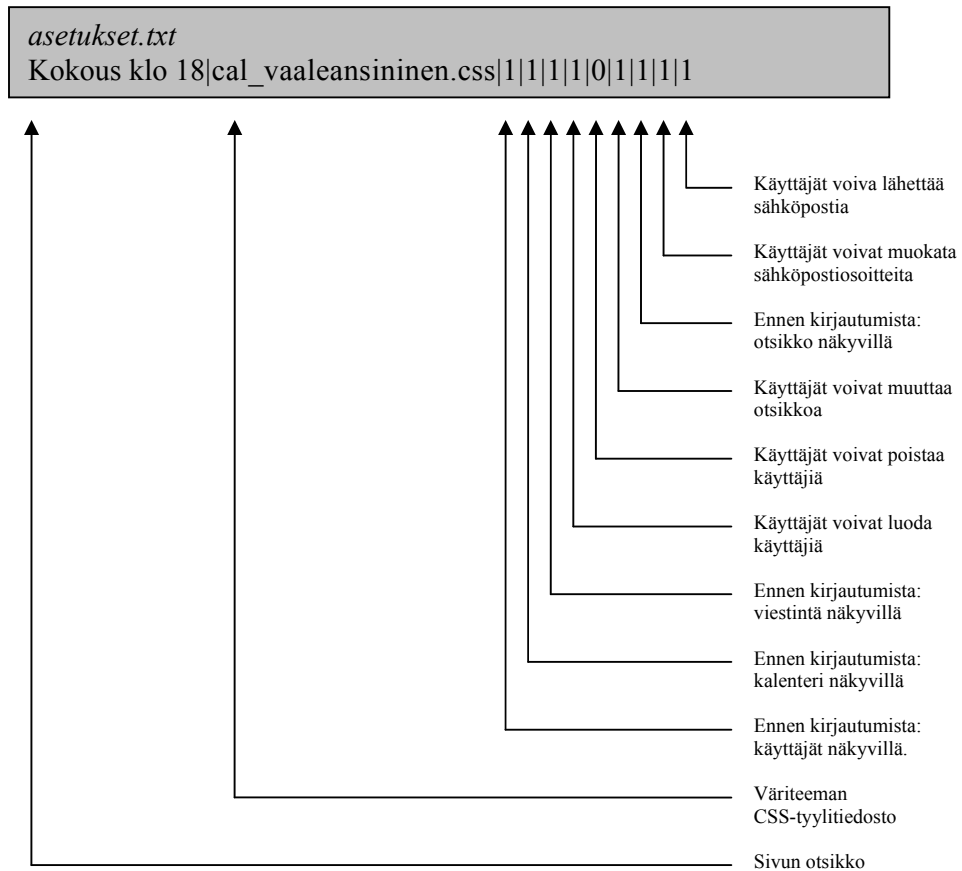 asetukset.txt
Kokous klo 18|cal_vaaleansininen.css|1|1|1|1|0|1|1|1|1
Käyttäjät voiva lähettää
sähköpostia
Käyttäjät voivat muokata
sähköpostiosoitteita
Ennen kirjautumista:
otsikko näkyvillä
Käyttäjät voivat muuttaa
otsikkoa
Käyttäjät voivat poistaa
käyttäjiä
Käyttäjät voivat luoda
käyttäjiä
Ennen kirjautumista:
viestintä näkyvillä
Ennen kirjautumista:
kalenteri näkyvillä
Ennen kirjautumista:
käyttäjät näkyvillä.
Väriteeman
CSS-tyylitiedosto
Sivun otsikko